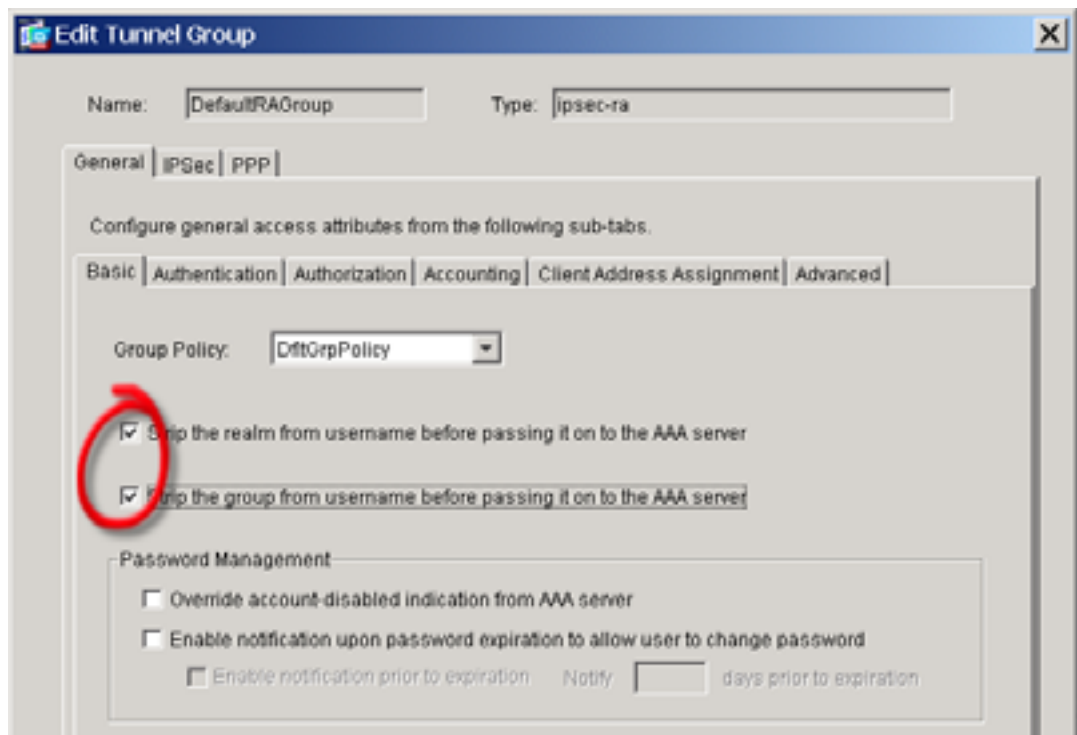 Edit Tunnel Group
Name: DefaultRAGroup Type: ipsec-ra
General IPSec PPP
Configure general access attributes from the following sub-tabs.
Basic Authentication Authorization Accounting Client Address Assignment Advanced
Group Policy: DfltGrpPolicy
Strip the realm from username before passing it on to the AAA server
Strip the group from username before passing it on to the AAA server
Password Management
Override account-disabled indication from AAA server
Enable notification upon password expiration to allow user to change password
Enable notification prior to expiration Notify days prior to expiration